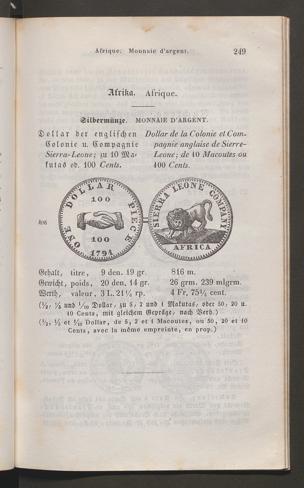 Afrique: Monnaie d'argent. 249
Afrika. Afrique.
Silbermünze. MONNAIE D'ARGENT.
Dollar der englischen
Colonie u. Compagnie
Sierra-Leone; zu 10 Ma-
kutas od. 100 Cents.
Dollar de la Colonie et Com-
pagnie anglaise de Sierre-
Leone; de 10 Macoutes ou
100 Cents.
ONE DOLLAR PIECE
100
100
1791
SIERRA LEONE COMPANY
AFRICA
Gehalt, titre, 9 den. 19 gr. 816 m.
Gewicht, poids, 20 den. 14 gr. 26 grm. 239 mlgrm.
Werth, valeur, 3 L. 21½ rp. 4 Fr. 75¼ cent.
(½, ⅕ und 1/10 Dollar, zu 5, 2 und 1 Makutas, oder 50, 20 u.
10 Cents, mit gleichem Gepräge, nach Verh.)
(½, ⅕ et 1/10 Dollar, de 5, 2 et 1 Macoutes, ou 50, 20 et 10
Cents, avec la même empreinte, en prop.)